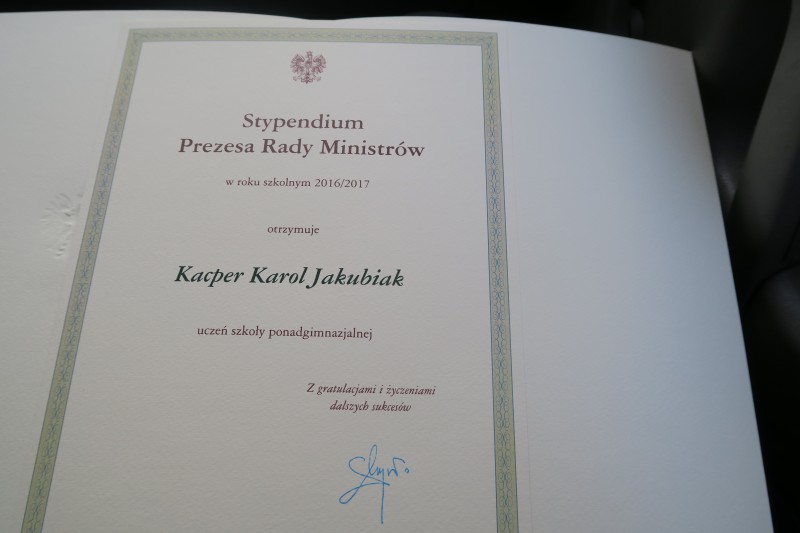 Stypendium
Prezesa Rady Ministrów
w roku szkolnym 2016/2017
otrzymuje
Kacper Karol Jakubiak
uczeń szkoły ponadgimnazjalnej
Z gratulacjami i życzeniami
dalszych sukcesów